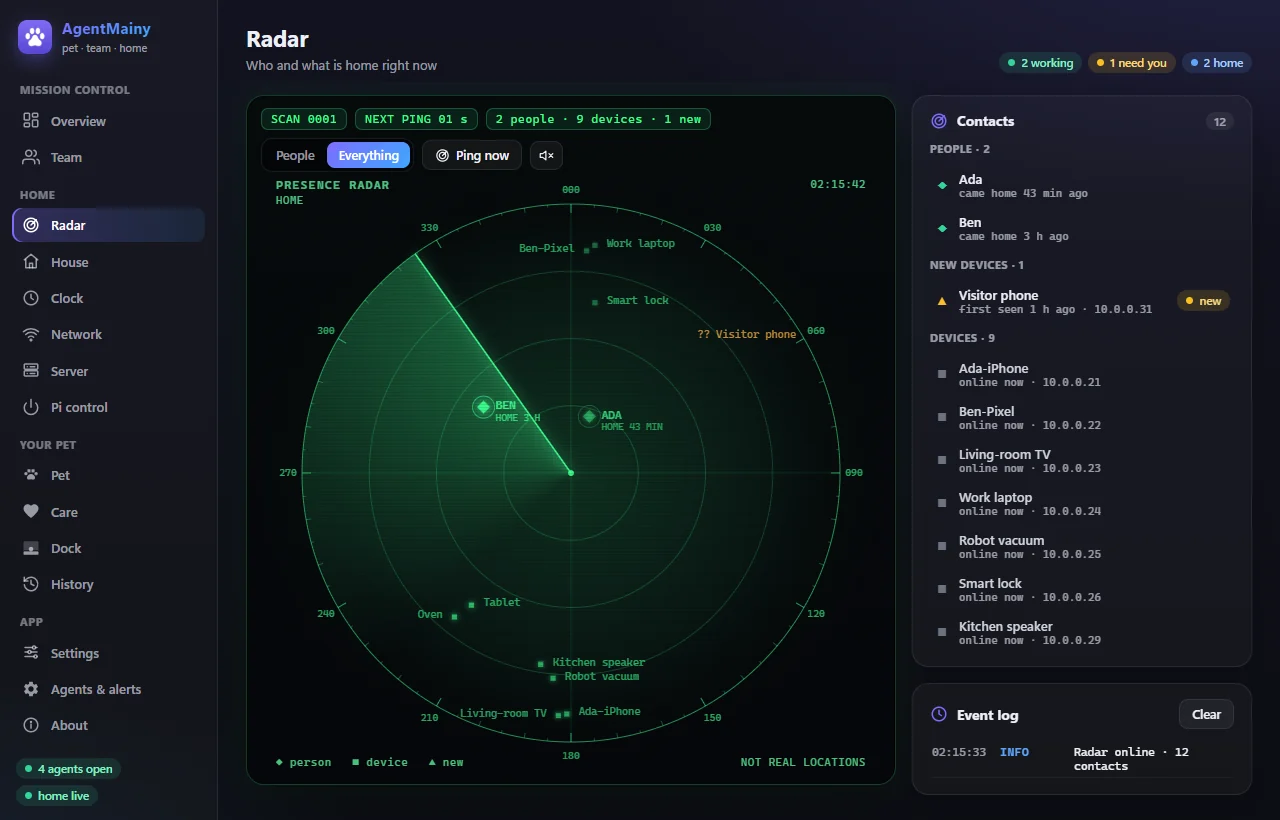 AgentMainy
pet · team · home
MISSION CONTROL
Overview
Team
HOME
Radar
House
Clock
Network
Server
Pi control
YOUR PET
Pet
Care
Dock
History
APP
Settings
Agents & alerts
About
4 agents open
home live
Radar
Who and what is home right now
2 working
1 need you
2 home
SCAN 0001
NEXT PING 01 s
2 people · 9 devices · 1 new
People
Everything
Ping now
PRESENCE RADAR
HOME
02:15:42
000
030
060
090
120
150
180
210
240
270
300
330
Ben-Pixel
Work laptop
Smart lock
?? Visitor phone
BEN
HOME 3 H
ADA
HOME 43 MIN
Tablet
Oven
Kitchen speaker
Robot vacuum
Living-room TV
Ada-iPhone
person
device
new
NOT REAL LOCATIONS
Contacts
12
PEOPLE · 2
Ada
came home 43 min ago
Ben
came home 3 h ago
NEW DEVICES · 1
Visitor phone
first seen 1 h ago · 10.0.0.31
new
DEVICES · 9
Ada-iPhone
online now · 10.0.0.21
Ben-Pixel
online now · 10.0.0.22
Living-room TV
online now · 10.0.0.23
Work laptop
online now · 10.0.0.24
Robot vacuum
online now · 10.0.0.25
Smart lock
online now · 10.0.0.26
Kitchen speaker
online now · 10.0.0.29
Event log
Clear
02:15:33 INFO Radar online · 12
contacts